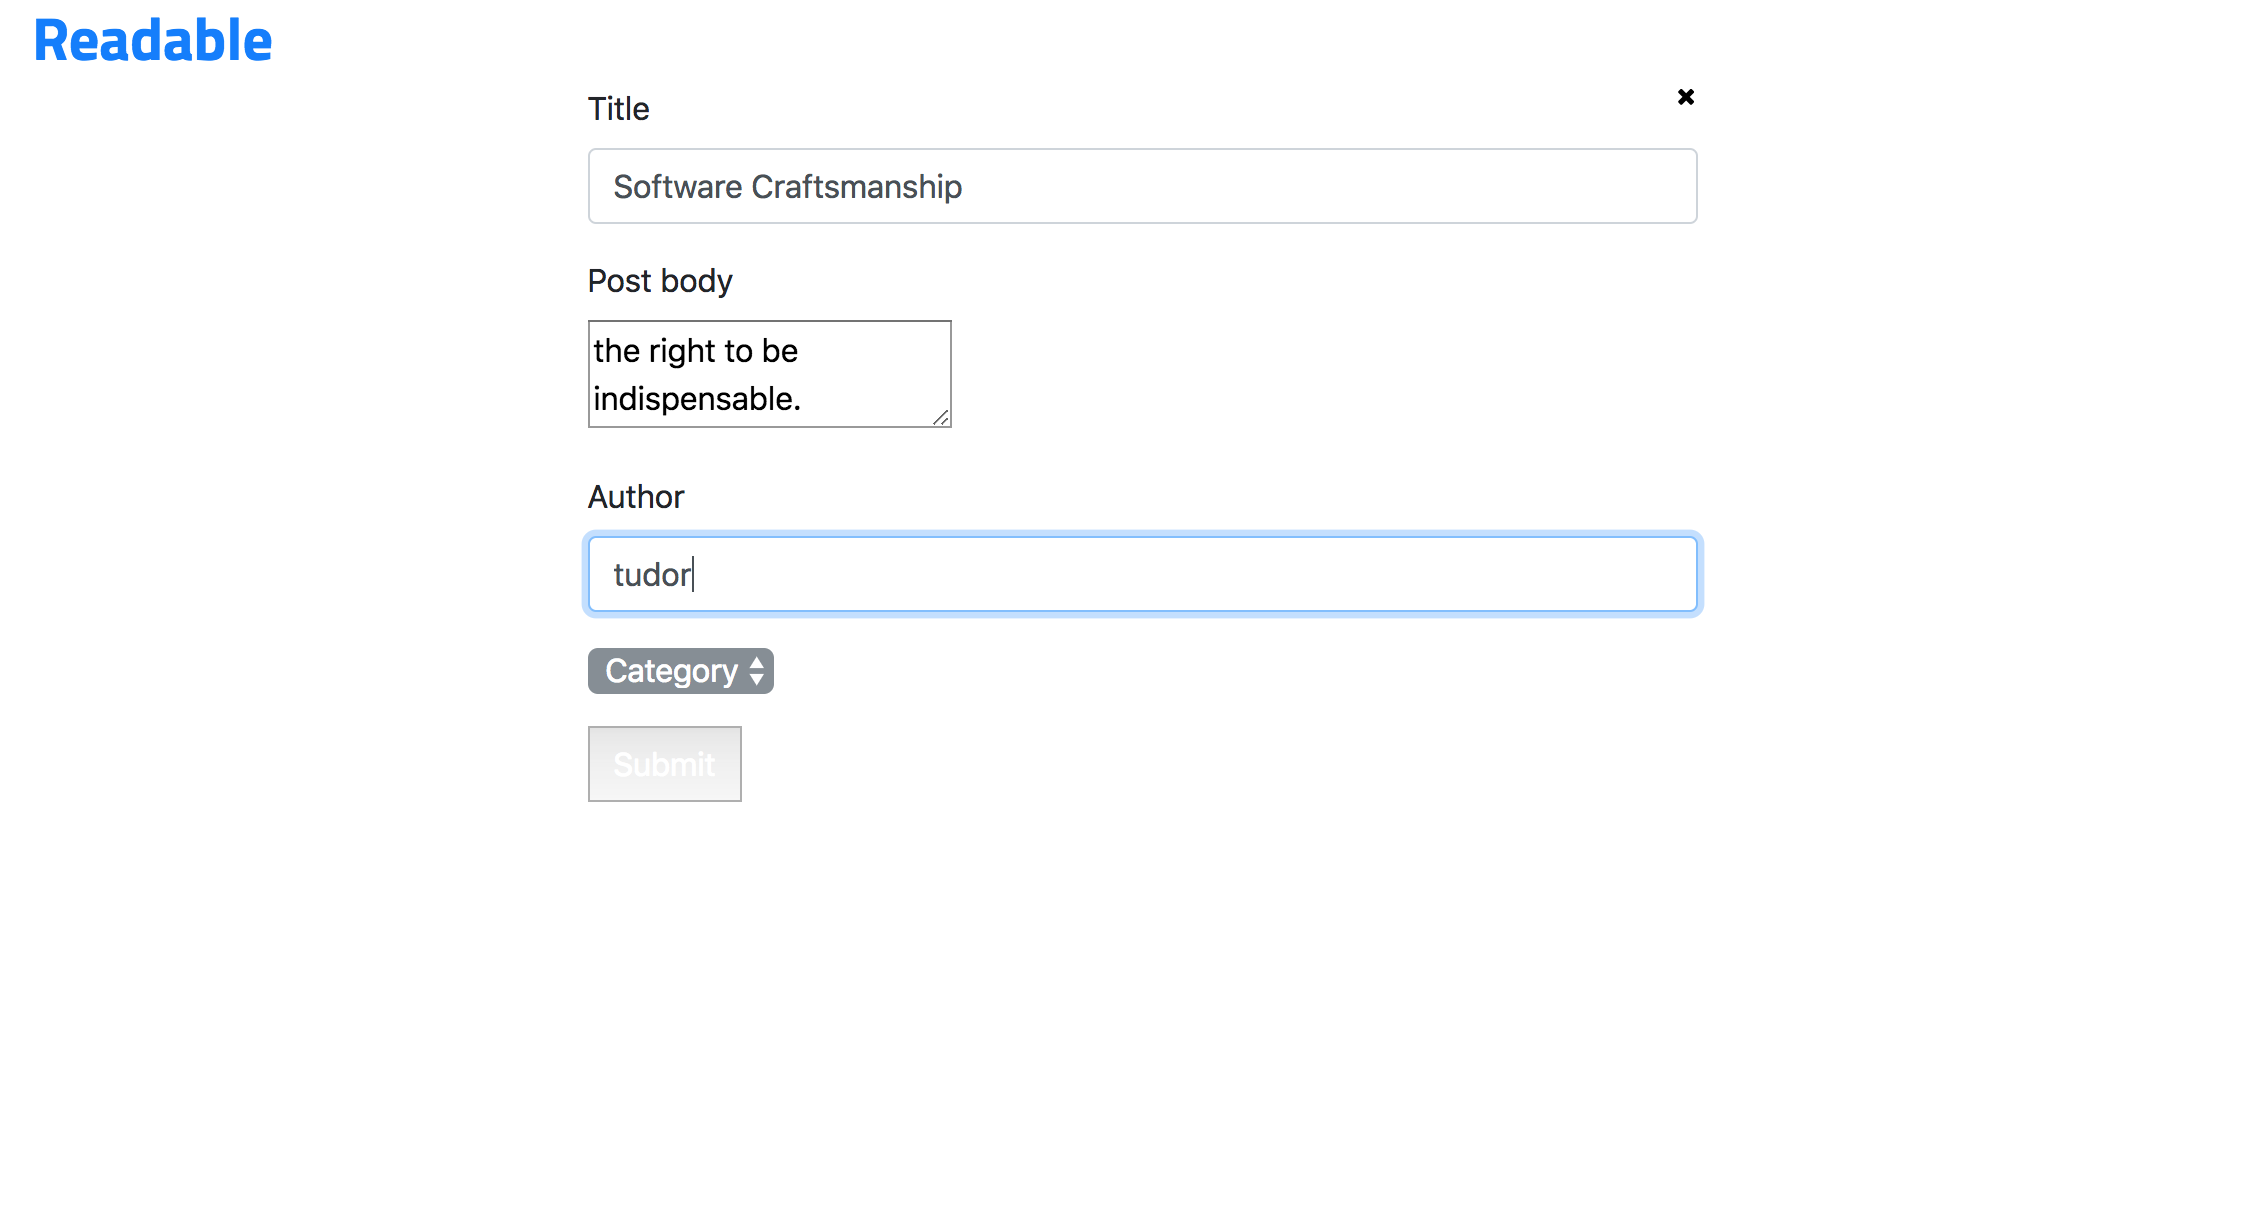 Readable
Title
Software Craftsmanship
Post body
the right to be
indispensable.
Author
tudor
Category
Submit